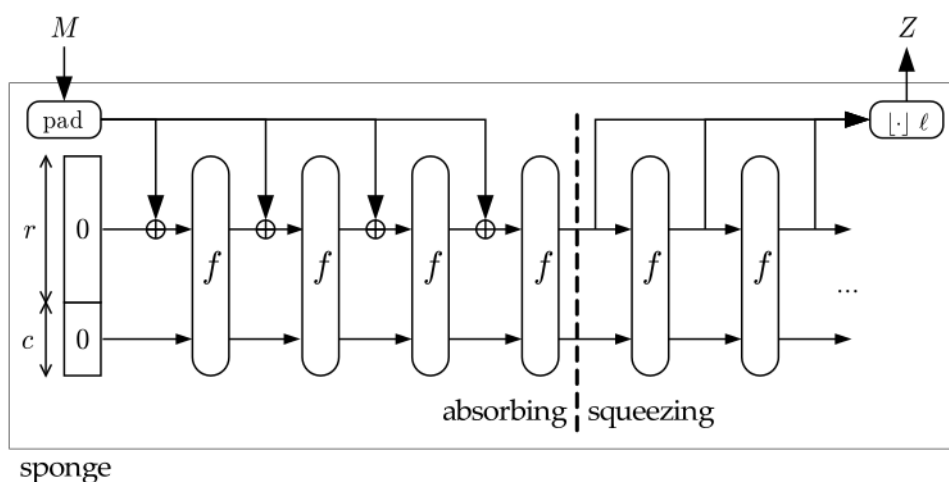 M Z
pad ⌊·⌋ ℓ
r 0 ⊕ f ⊕ f ⊕ f ⊕ f f f
c 0 ...
absorbing squeezing
sponge